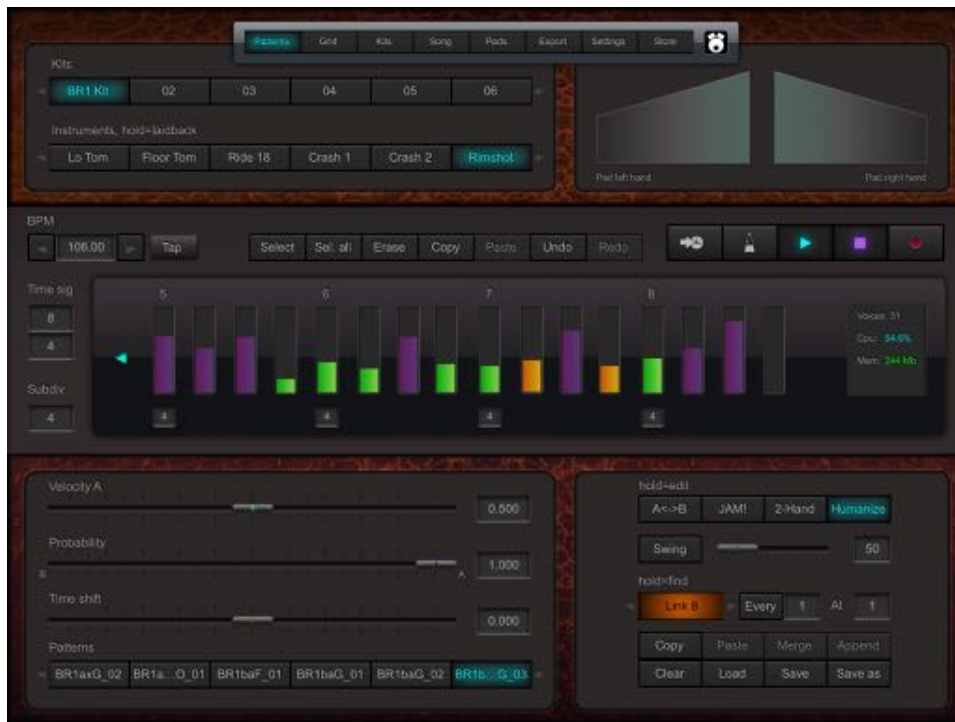 Patterns Grid Kits Song Pads Export Settings Store
Kits
BR1 Kit 02 03 04 05 06
Instruments, hold=laidback
Lo Tom Floor Tom Ride 18 Crash 1 Crash 2 Rimshot
Pad left hand Pad right hand
BPM
106.00 Tap Select Sel. all Erase Copy Paste Undo Redo
Time sig
5 6 7 8
8
4
Voices: 31
Cpu: 34.6%
Mem: 244 Mb
Subdiv
4 4 4 4 4
Velocity A
0.500
Probability
B A 1.000
Time shift
0.000
Patterns
BR1axG_02 BR1a...O_01 BR1baF_01 BR1baG_01 BR1baG_02 BR1b...G_03
hold=edit
A<->B JAM! 2-Hand Humanize
Swing 50
hold=find
Link 8 Every 1 At 1
Copy Paste Merge Append
Clear Load Save Save as